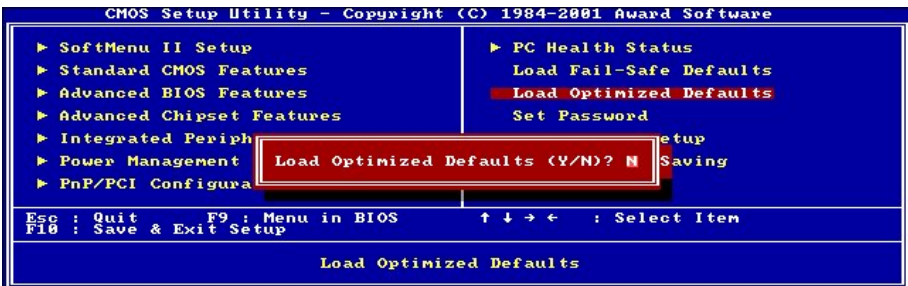 CMOS Setup Utility – Copyright (C) 1984-2001 Award Software
► SoftMenu II Setup
► Standard CMOS Features
► Advanced BIOS Features
► Advanced Chipset Features
► Integrated Periph
► Power Management
► PnP/PCI Configura
► PC Health Status
Load Fail-Safe Defaults
Load Optimized Defaults
Set Password
etup
Saving
Load Optimized Defaults (Y/N)? N
Esc : Quit F9 : Menu in BIOS ↑ ↓ → ← : Select Item
F10 : Save & Exit Setup
Load Optimized Defaults